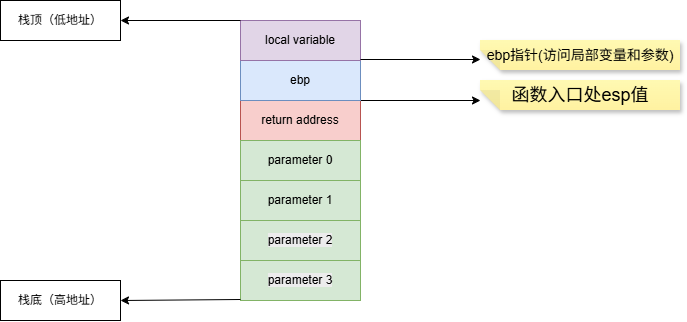 栈顶（低地址）
local variable
ebp指针(访问局部变量和参数)
ebp
函数入口处esp值
return address
parameter 0
parameter 1
parameter 2
parameter 3
栈底（高地址）